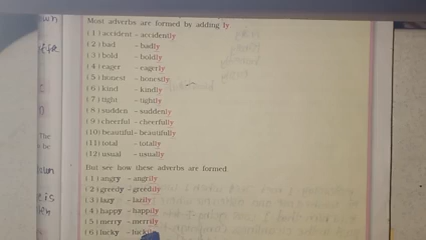 own
Most adverbs are formed by adding ly
(1) accident - accidently
(2) bad - badly
(3) bold - boldly
(4) eager - eagerly
(5) honest - honestly
(6) kind - kindly
(7) tight - tightly
(8) sudden - suddenly
(9) cheerful - cheerfully
The
(10) beautiful - beautifully
(11) total - totally
(12) usual - usually
But see how these adverbs are formed
(1) angry - angrily
(2) greedy - greedily
e is
(3) lazy - lazily
(4) happy - happily
(5) merry - merrily
(6) lucky -